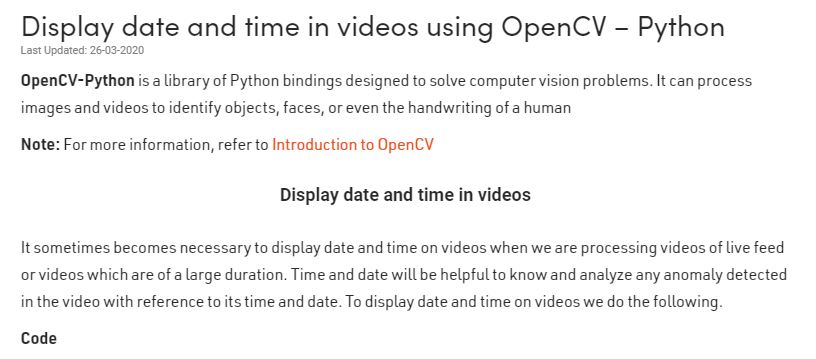 Display date and time in videos using OpenCV – Python
Last Updated: 26-03-2020
OpenCV-Python is a library of Python bindings designed to solve computer vision problems. It can process
images and videos to identify objects, faces, or even the handwriting of a human
Note: For more information, refer to Introduction to OpenCV
Display date and time in videos
It sometimes becomes necessary to display date and time on videos when we are processing videos of live feed
or videos which are of a large duration. Time and date will be helpful to know and analyze any anomaly detected
in the video with reference to its time and date. To display date and time on videos we do the following.
Code